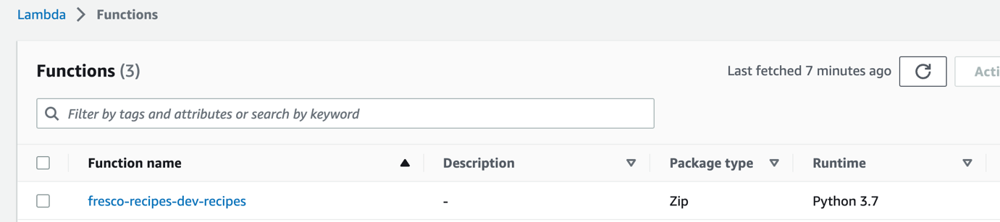 Lambda > Functions
Functions (3)
Last fetched 7 minutes ago
Acti
Filter by tags and attributes or search by keyword
Function name Description Package type Runtime
fresco-recipes-dev-recipes - Zip Python 3.7